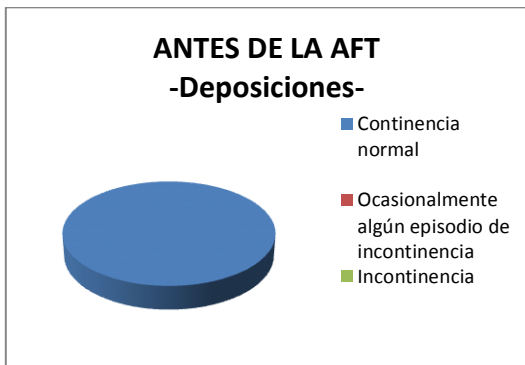 ANTES DE LA AFT
-Deposiciones-
Continencia
normal
Ocasionalmente
algún episodio de
incontinencia
Incontinencia